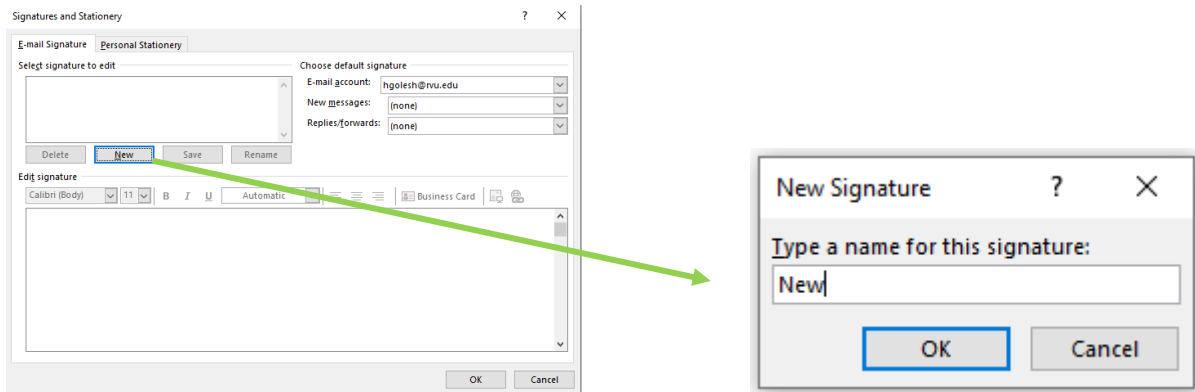 Signatures and Stationery ? ×
E-mail Signature Personal Stationery
Select signature to edit
Choose default signature
E-mail account: hgolesh@rvu.edu
New messages: (none)
Replies/forwards: (none)
Delete New Save Rename
Edit signature
Calibri (Body) 11 B I U Automatic Business Card
OK Cancel
New Signature ? ×
Type a name for this signature:
New
OK Cancel